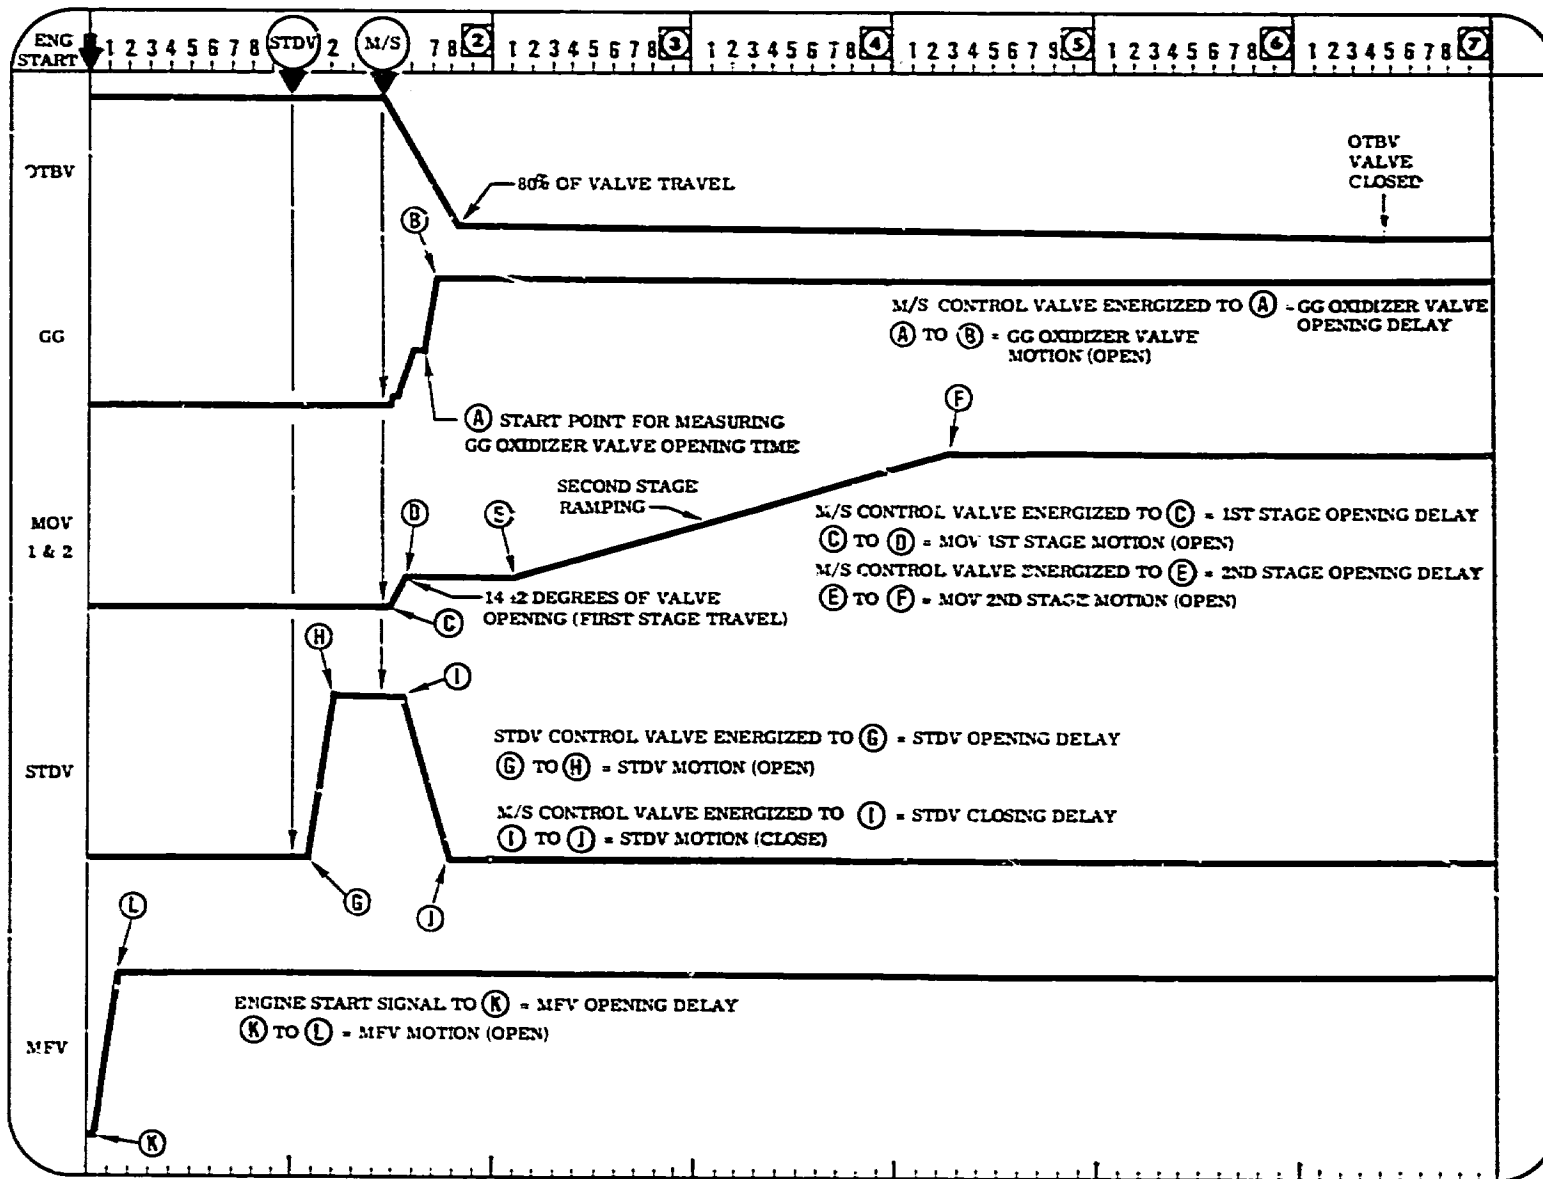 ENG START 1 2 3 4 5 6 7 8 STDV 2 M/S 7 8 2 1 2 3 4 5 6 7 8 3 1 2 3 4 5 6 7 8 4 1 2 3 4 5 6 7 8 5 1 2 3 4 5 6 7 8 6 1 2 3 4 5 6 7 8 7
OTBV
80% OF VALVE TRAVEL
OTBV
VALVE
CLOSED
B
GG
M/S CONTROL VALVE ENERGIZED TO A = GG OXIDIZER VALVE
OPENING DELAY
A TO B = GG OXIDIZER VALVE
MOTION (OPEN)
A START POINT FOR MEASURING
GG OXIDIZER VALVE OPENING TIME
F
MOV
1 & 2
SECOND STAGE
RAMPING
D
M/S CONTROL VALVE ENERGIZED TO C = 1ST STAGE OPENING DELAY
C TO D = MOV 1ST STAGE MOTION (OPEN)
M/S CONTROL VALVE ENERGIZED TO E = 2ND STAGE OPENING DELAY
E TO F = MOV 2ND STAGE MOTION (OPEN)
14 ±2 DEGREES OF VALVE
OPENING (FIRST STAGE TRAVEL)
C
H
I
STDV
STDV CONTROL VALVE ENERGIZED TO G = STDV OPENING DELAY
G TO H = STDV MOTION (OPEN)
M/S CONTROL VALVE ENERGIZED TO I = STDV CLOSING DELAY
I TO J = STDV MOTION (CLOSE)
G
J
L
MFV
ENGINE START SIGNAL TO K = MFV OPENING DELAY
K TO L = MFV MOTION (OPEN)
K